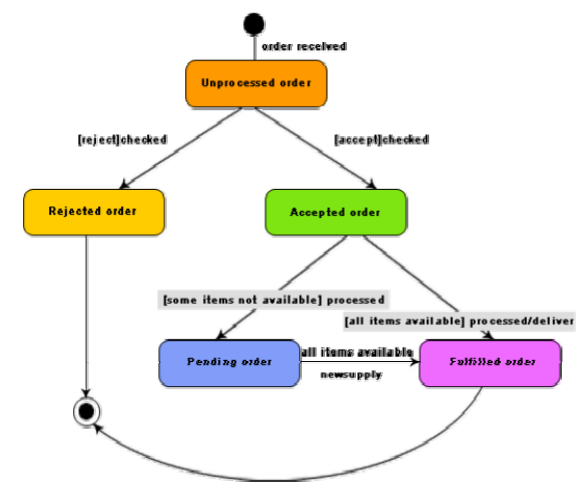 order received
Unprocessed order
[reject]checked
[accept]checked
Rejected order
Accepted order
[some items not available] processed
[all items available] processed/deliver
all items available
Pending order
Fulfilled order
newsupply